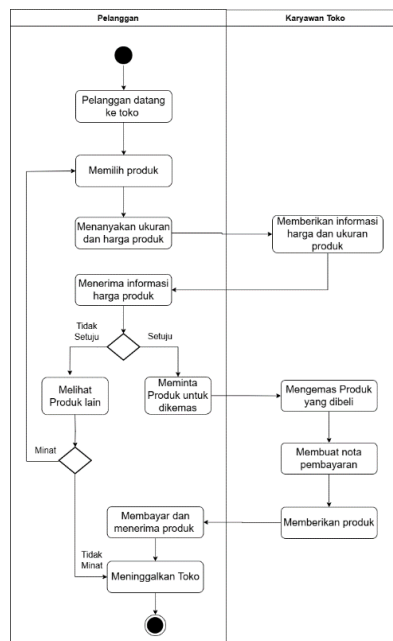 Pelanggan
Karyawan Toko
Pelanggan datang
ke toko
Memilih produk
Menanyakan ukuran
dan harga produk
Memberikan informasi
harga dan ukuran
produk
Menerima informasi
harga produk
Tidak
Setuju
Setuju
Melihat
Produk lain
Meminta
Produk untuk
dikemas
Mengemas Produk
yang dibeli
Minat
Membuat nota
pembayaran
Membayar dan
menerima produk
Memberikan produk
Tidak
Minat
Meninggalkan Toko